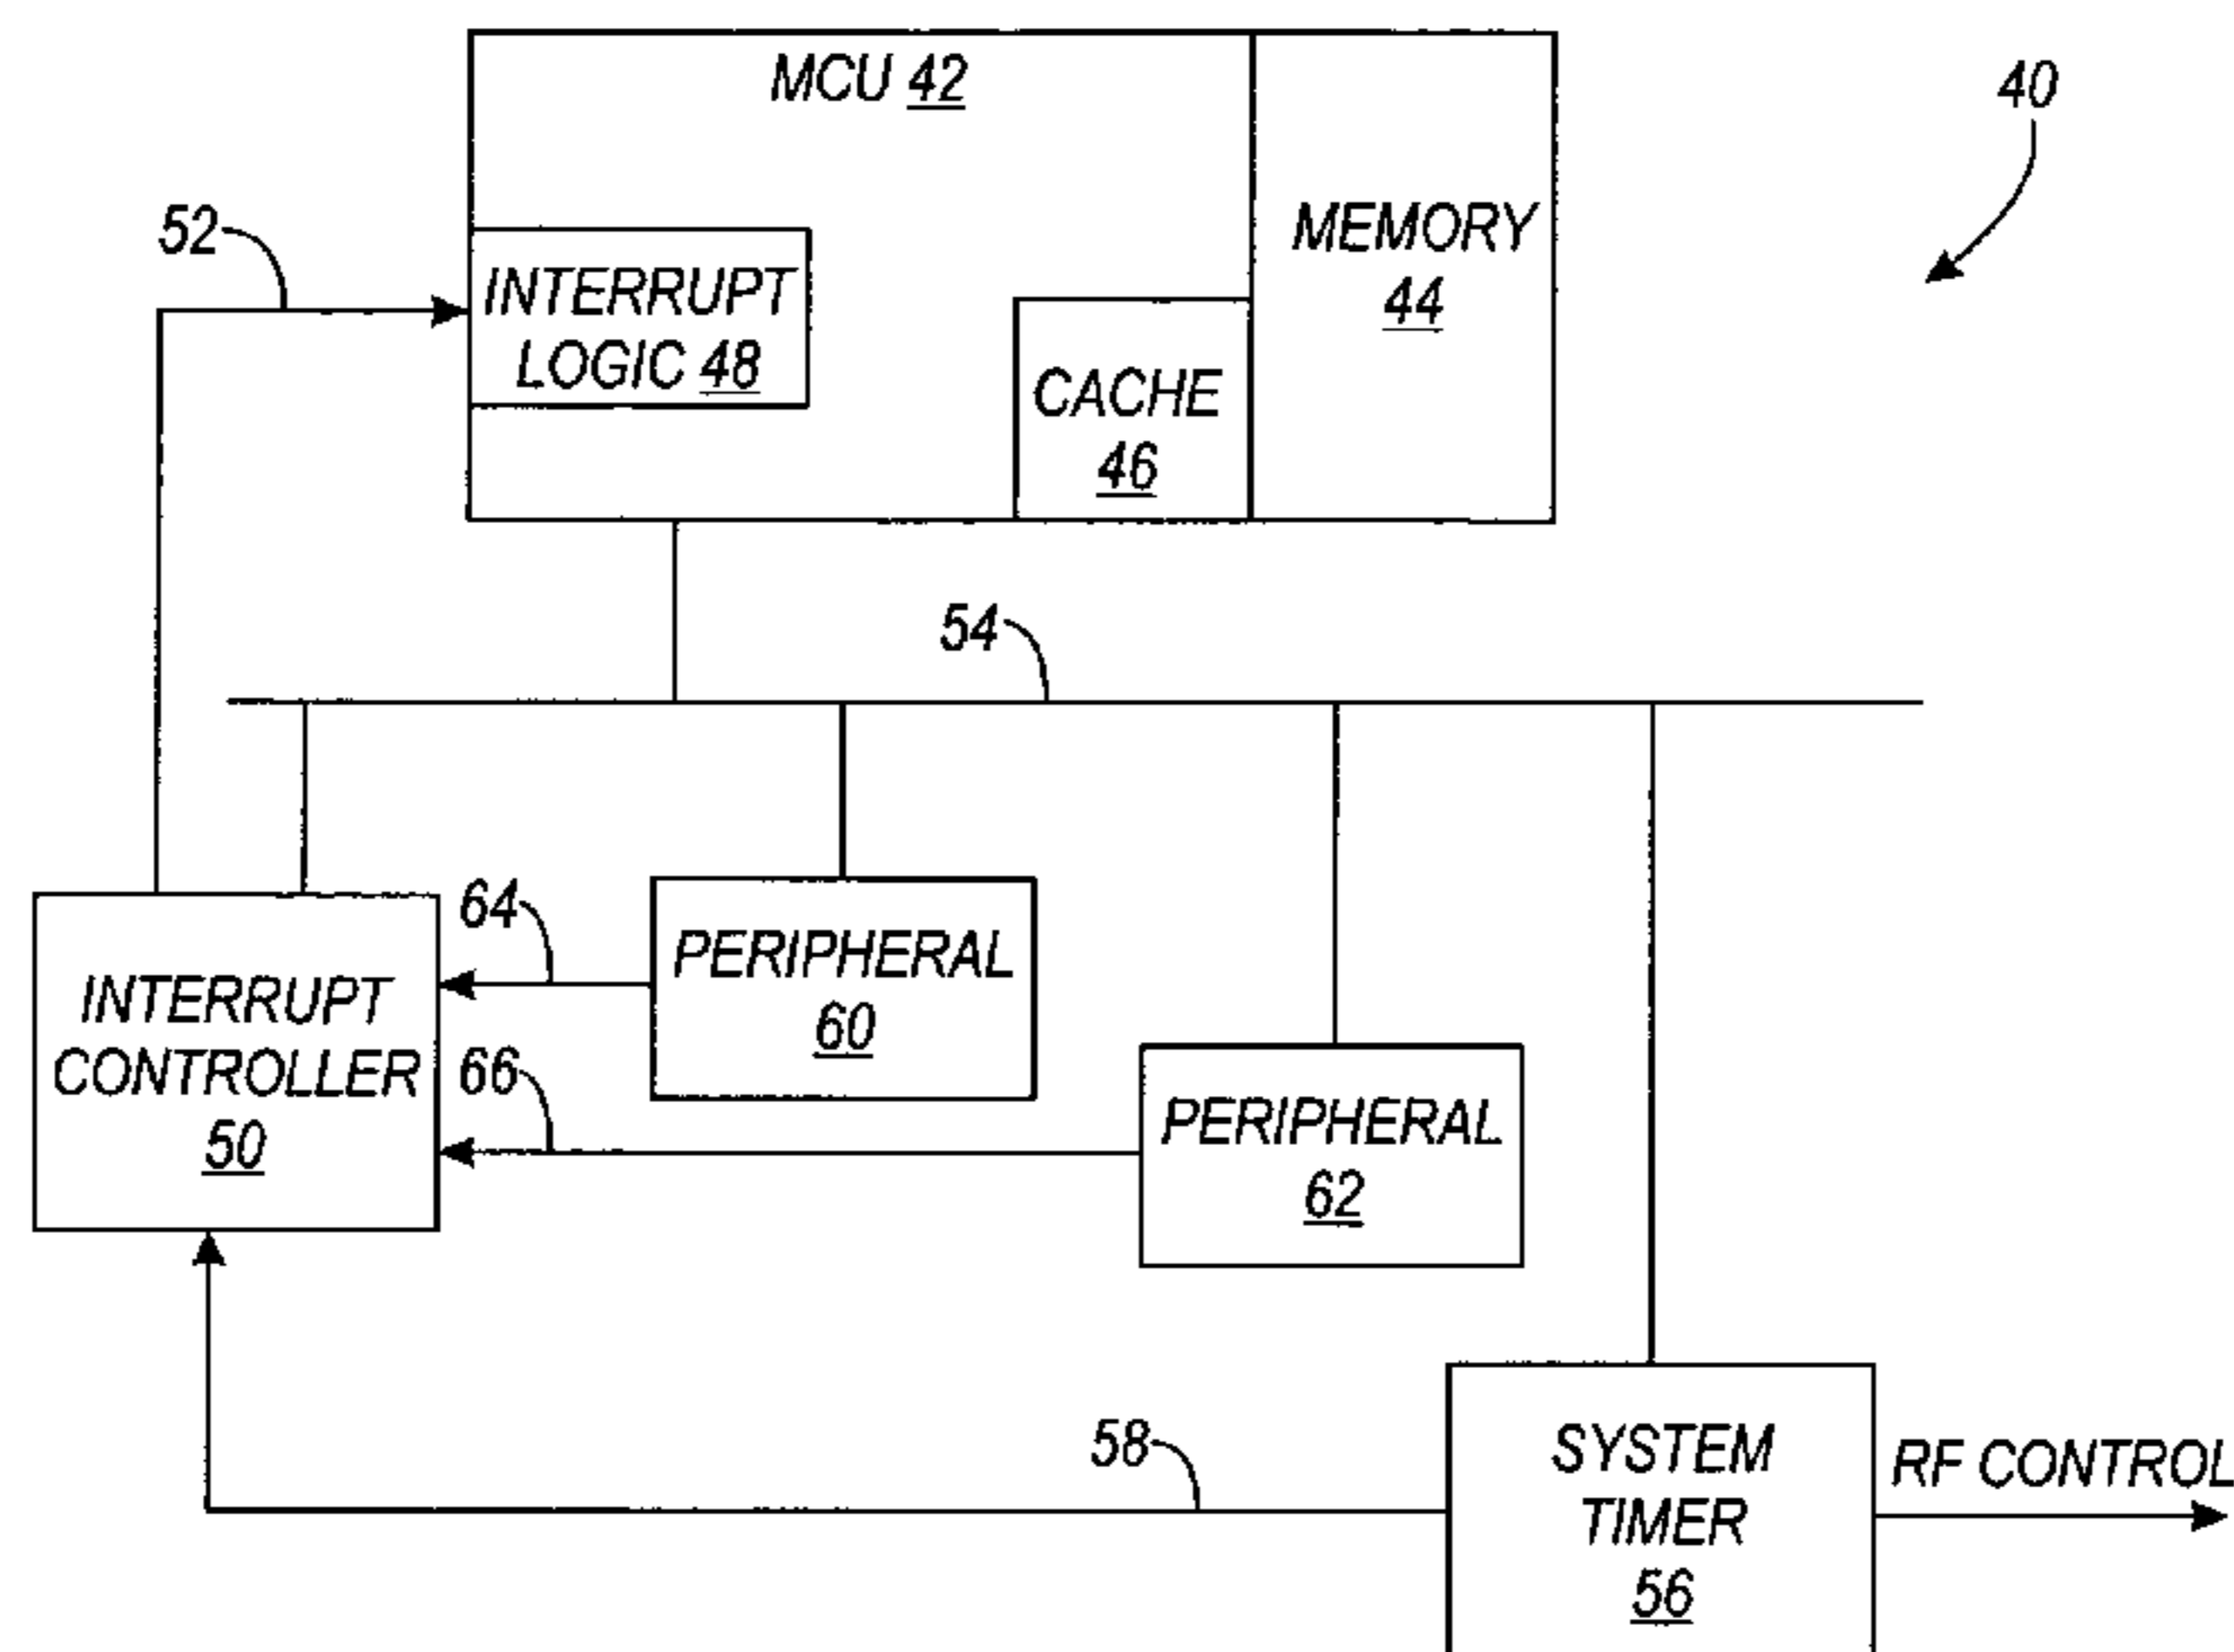 MCU 42
40
MEMORY
44
52
INTERRUPT
LOGIC 48
CACHE
46
54
64
PERIPHERAL
60
INTERRUPT
CONTROLLER
50
66
PERIPHERAL
62
58
SYSTEM
TIMER
56
RF CONTROL